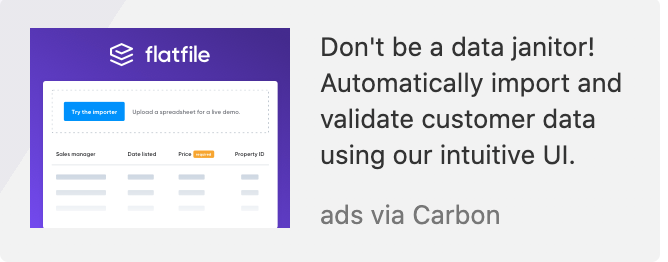 flatfile
Try the importer
Upload a spreadsheet for a live demo.
Sales manager
Date listed
Price
required
Property ID
Don't be a data janitor!
Automatically import and
validate customer data
using our intuitive UI.
ads via Carbon